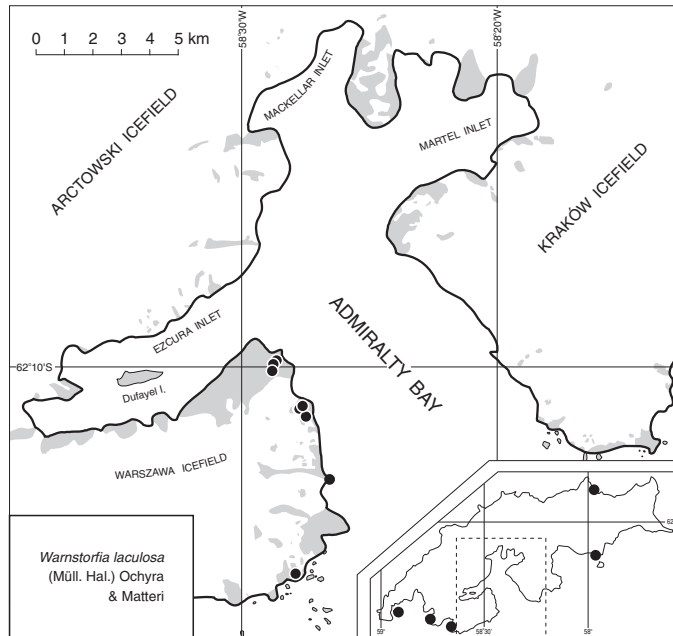 58°30'W
58°20'W
0 1 2 3 4 5 km
MACKELLAR INLET
MARTEL INLET
ARCTOWSKI ICEFIELD
KRAKÓW ICEFIELD
ADMIRALTY BAY
EZCURA INLET
62°10'S
Dufayel I.
WARSZAWA ICEFIELD
Warnstorfia laculosa
(Müll. Hal.) Ochyra
& Matteri
62
59°
58°30'
58°